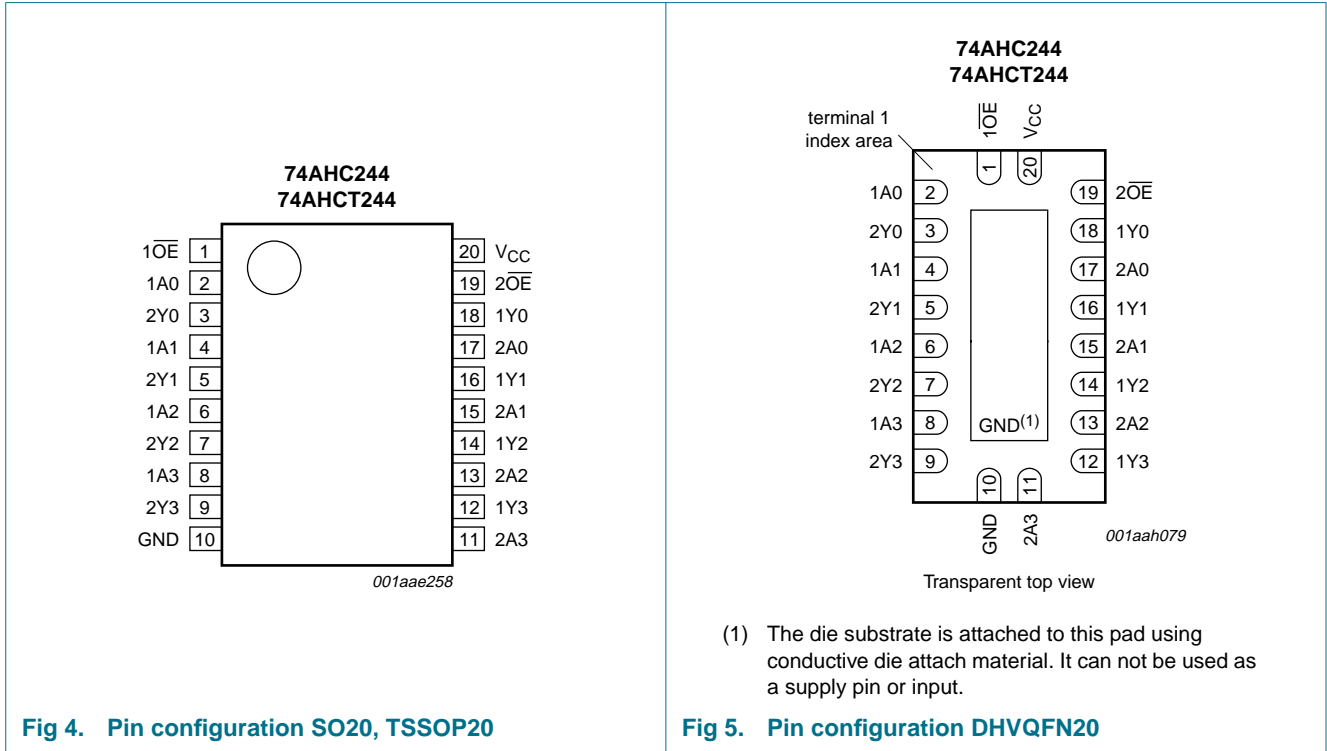 74AHC244
74AHCT244
1O̅E̅ 1
1A0 2
2Y0 3
1A1 4
2Y1 5
1A2 6
2Y2 7
1A3 8
2Y3 9
GND 10
20 VCC
19 2O̅E̅
18 1Y0
17 2A0
16 1Y1
15 2A1
14 1Y2
13 2A2
12 1Y3
11 2A3
001aae258
Fig 4. Pin configuration SO20, TSSOP20
74AHC244
74AHCT244
terminal 1
index area
1O̅E̅
VCC
1
20
1A0 2
2Y0 3
1A1 4
2Y1 5
1A2 6
2Y2 7
1A3 8
2Y3 9
19 2O̅E̅
18 1Y0
17 2A0
16 1Y1
15 2A1
14 1Y2
13 2A2
12 1Y3
GND(1)
10
11
GND
2A3
001aah079
Transparent top view
(1) The die substrate is attached to this pad using
conductive die attach material. It can not be used as
a supply pin or input.
Fig 5. Pin configuration DHVQFN20